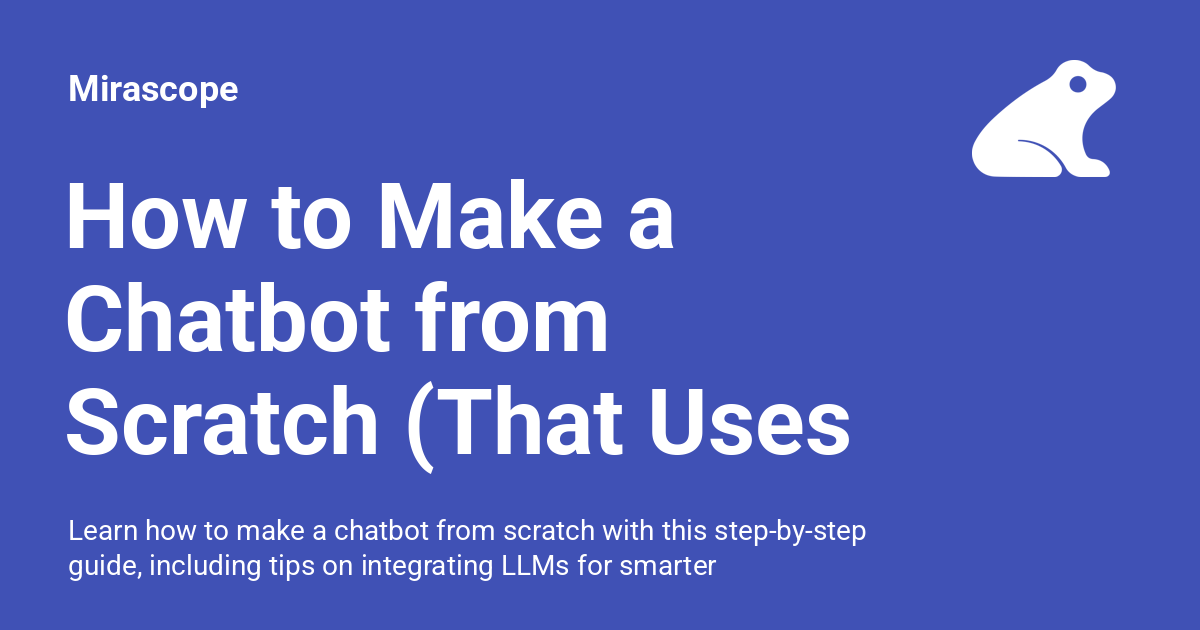 Mirascope
How to Make a
Chatbot from
Scratch (That Uses
Learn how to make a chatbot from scratch with this step-by-step
guide, including tips on integrating LLMs for smarter